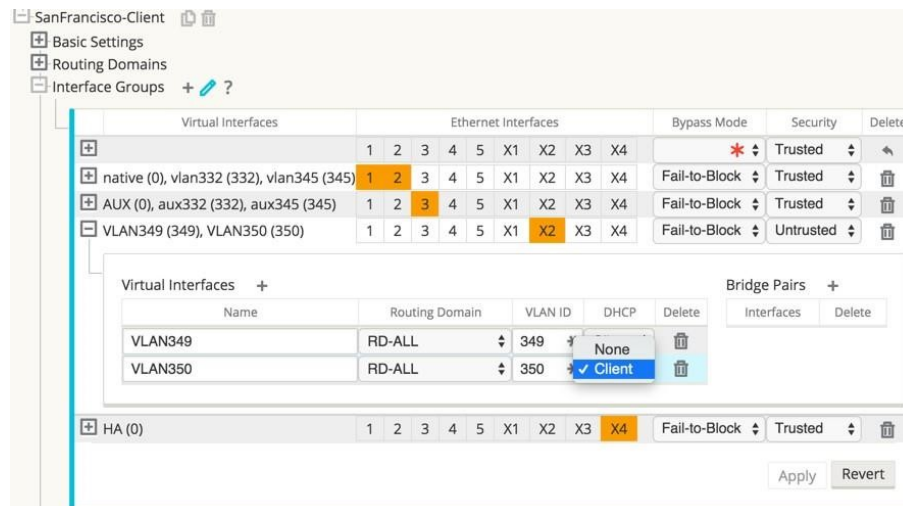 SanFrancisco-Client
Basic Settings
Routing Domains
Interface Groups + ?
Virtual Interfaces Ethernet Interfaces Bypass Mode Security Delete
1 2 3 4 5 X1 X2 X3 X4 * Trusted
native (0), vlan332 (332), vlan345 (345) 1 2 3 4 5 X1 X2 X3 X4 Fail-to-Block Trusted
AUX (0), aux332 (332), aux345 (345) 1 2 3 4 5 X1 X2 X3 X4 Fail-to-Block Trusted
VLAN349 (349), VLAN350 (350) 1 2 3 4 5 X1 X2 X3 X4 Fail-to-Block Untrusted
Virtual Interfaces + Bridge Pairs +
Name Routing Domain VLAN ID DHCP Delete Interfaces Delete
VLAN349 RD-ALL 349 None
VLAN350 RD-ALL 350 ✓ Client
HA (0) 1 2 3 4 5 X1 X2 X3 X4 Fail-to-Block Trusted
Apply Revert